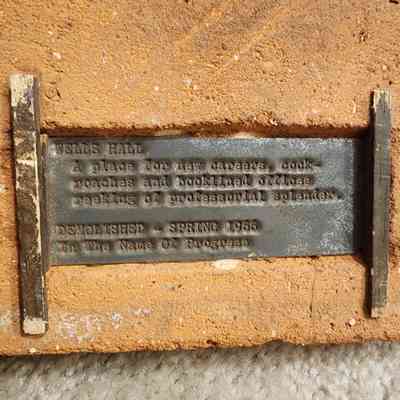 WELLS HALL
A place for new careers, cock-
roaches and booklined offices
reeking of professorial splendor.
DEMOLISHED - SPRING 1966
In The Name Of Progress